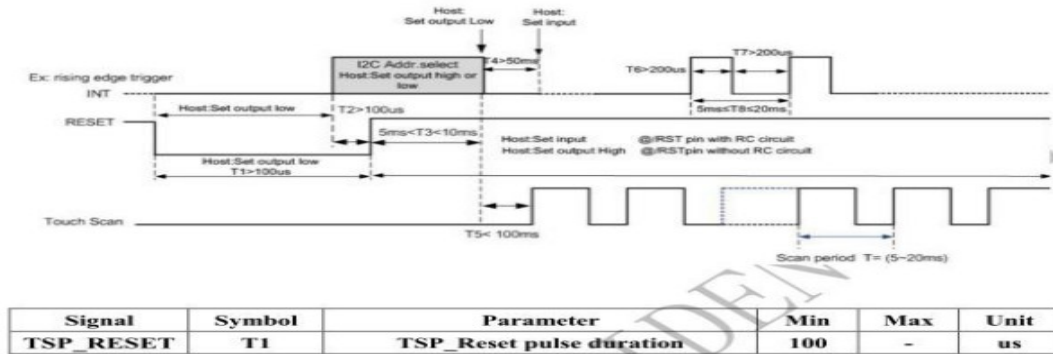 Host:
Set output Low
Host:
Set input
I2C Addr.select
Host:Set output high or
low
T4>50ms
T6>200us
T7>200us
Ex: rising edge trigger
INT
Host:Set output low
T2>100us
5ms≤T8≤20ms
RESET
5ms<T3<10ms
Host:Set input @/RST pin with RC circuit
Host:Set output High @/RSTpin without RC circuit
Host:Set output low
T1>100us
Touch Scan
T5< 100ms
Scan period T= (5~20ms)
Signal Symbol Parameter Min Max Unit
TSP_RESET T1 TSP_Reset pulse duration 100 - us